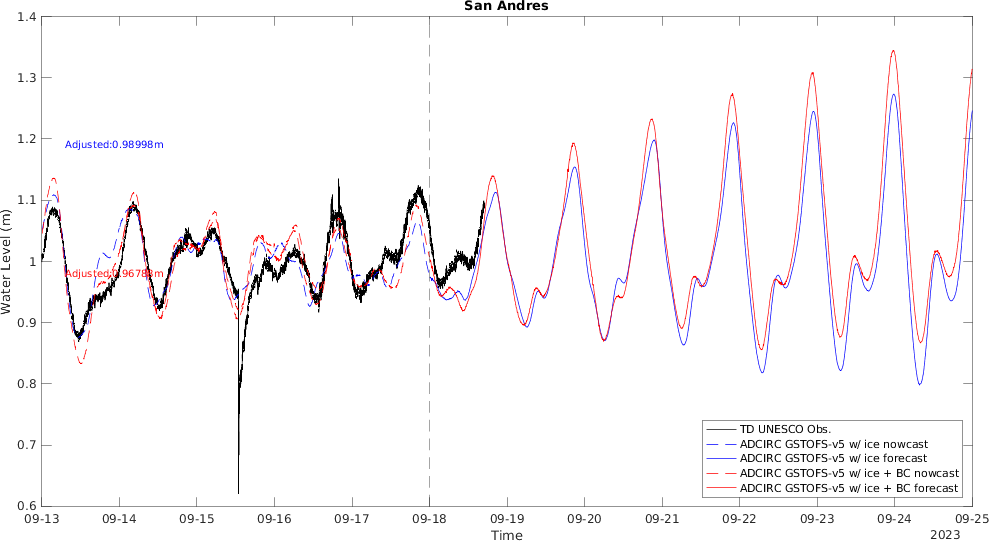 San Andres
1.4
1.3
1.2
1.1
1
0.9
0.8
0.7
0.6
Water Level (m)
Adjusted:0.98998m
Adjusted:0.96783m
TD UNESCO Obs.
ADCIRC GSTOFS-v5 w/ ice nowcast
ADCIRC GSTOFS-v5 w/ ice forecast
ADCIRC GSTOFS-v5 w/ ice + BC nowcast
ADCIRC GSTOFS-v5 w/ ice + BC forecast
09-13 09-14 09-15 09-16 09-17 09-18 09-19 09-20 09-21 09-22 09-23 09-24 09-25
Time
2023